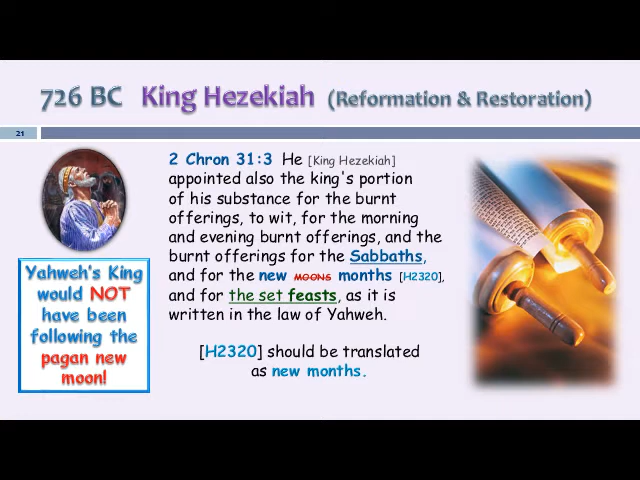 726 BC King Hezekiah (Reformation & Restoration)
21
2 Chron 31:3 He [King Hezekiah]
appointed also the king's portion
of his substance for the burnt
offerings, to wit, for the morning
and evening burnt offerings, and the
burnt offerings for the Sabbaths,
and for the new MOONS months [H2320],
and for the set feasts, as it is
written in the law of Yahweh.
[H2320] should be translated
as new months.
Yahweh's King
would NOT
have been
following the
pagan new
moon!